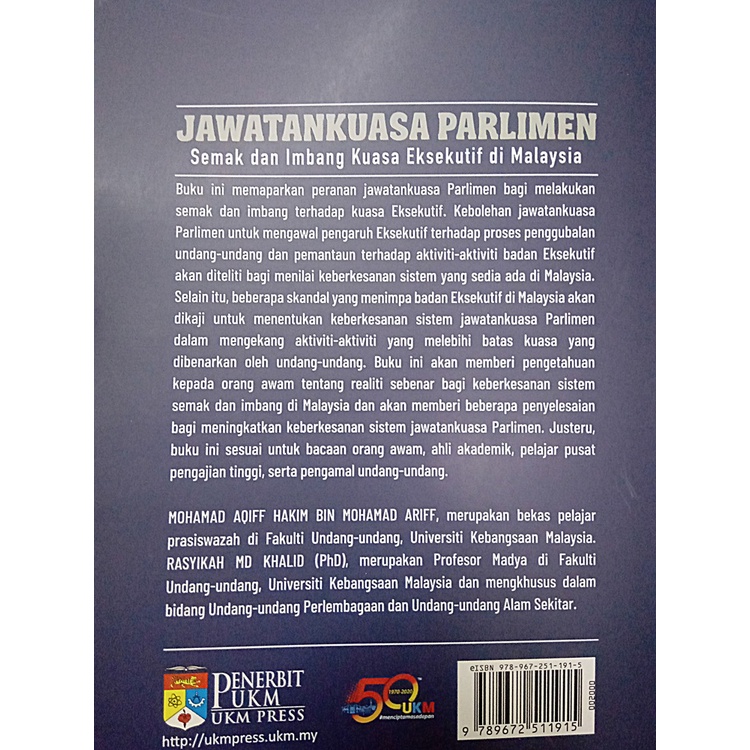 JAWATANKUASA PARLIMEN
Semak dan Imbang Kuasa Eksekutif di Malaysia
Buku ini memaparkan peranan jawatankuasa Parlimen bagi melakukan
semak dan imbang terhadap kuasa Eksekutif. Kebolehan jawatankuasa
Parlimen untuk mengawal pengaruh Eksekutif terhadap proses penggubalan
undang-undang dan pemantaun terhadap aktiviti-aktiviti badan Eksekutif
akan diteliti bagi menilai keberkesanan sistem yang sedia ada di Malaysia.
Selain itu, beberapa skandal yang menimpa badan Eksekutif di Malaysia akan
dikaji untuk menentukan keberkesanan sistem jawatankuasa Parlimen
dalam mengekang aktiviti-aktiviti yang melebihi batas kuasa yang
dibenarkan oleh undang-undang. Buku ini akan memberi pengetahuan
kepada orang awam tentang realiti sebenar bagi keberkesanan sistem
semak dan imbang di Malaysia dan akan memberi beberapa penyelesaian
bagi meningkatkan keberkesanan sistem jawatankuasa Parlimen. Justeru,
buku ini sesuai untuk bacaan orang awam, ahli akademik, pelajar pusat
pengajian tinggi, serta pengamal undang-undang.
MOHAMAD AQIFF HAKIM BIN MOHAMAD ARIFF, merupakan bekas pelajar
prasiswazah di Fakulti Undang-undang, Universiti Kebangsaan Malaysia.
RASYIKAH MD KHALID (PhD), merupakan Profesor Madya di Fakulti
Undang-undang, Universiti Kebangsaan Malaysia dan mengkhusus dalam
bidang Undang-undang Perlembagaan dan Undang-undang Alam Sekitar.
PENERBIT
UKM
UKM PRESS
http://ukmpress.ukm.my
50
1970-2020
UKM
#menciptamasadepan
eISBN 978-967-251-191-5
000002
9 789672 511915